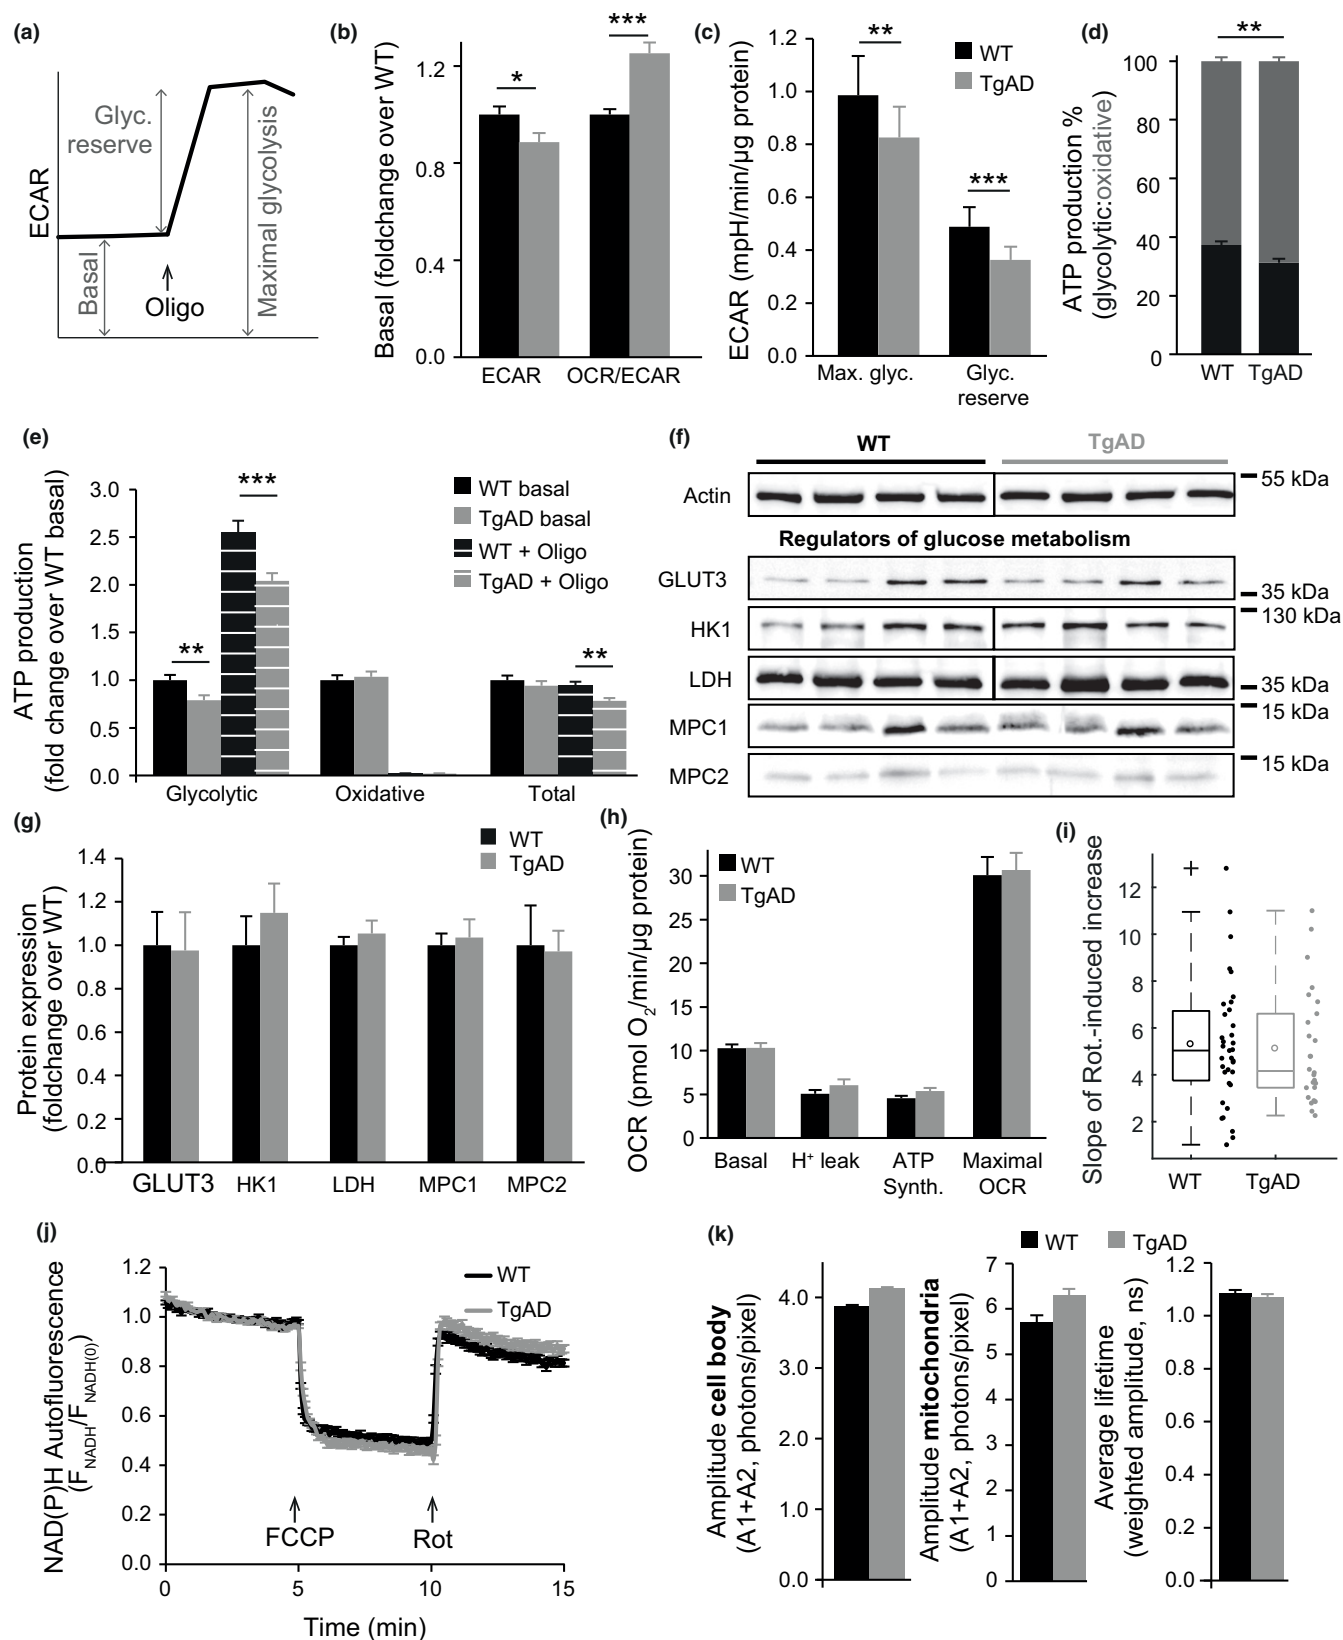 (a)
ECAR
Glyc.
reserve
Maximal glycolysis
Basal
Oligo
(b)
Basal (foldchange over WT)
1.2
0.8
0.4
0.0
*
***
ECAR
OCR/ECAR
(c)
ECAR (mpH/min/µg protein)
1.2
1.0
0.8
0.6
0.4
0.2
0.0
**
***
WT
TgAD
Max. glyc.
Glyc.
reserve
(d)
ATP production %
(glycolytic:oxidative)
100
80
60
40
20
0
**
WT
TgAD
(e)
ATP production
(fold change over WT basal)
3.0
2.5
2.0
1.5
1.0
0.5
0.0
**
***
**
WT basal
TgAD basal
WT + Oligo
TgAD + Oligo
Glycolytic
Oxidative
Total
(f)
WT
TgAD
Actin
55 kDa
Regulators of glucose metabolism
GLUT3
35 kDa
HK1
130 kDa
LDH
35 kDa
MPC1
15 kDa
MPC2
15 kDa
(g)
Protein expression
(foldchange over WT)
1.4
1.2
1.0
0.8
0.6
0.4
0.2
0.0
WT
TgAD
GLUT3
HK1
LDH
MPC1
MPC2
(h)
OCR (pmol O2/min/µg protein)
30
20
15
10
5
0
WT
TgAD
Basal
H+ leak
ATP
Synth.
Maximal
OCR
(i)
Slope of Rot.-induced increase
12
10
8
6
4
2
WT
TgAD
(j)
NAD(P)H Autofluorescence
(FNADH/FNADH(0))
1.2
1.0
0.8
0.6
0.4
0.2
0.0
WT
TgAD
FCCP
Rot
0
5
10
15
Time (min)
(k)
WT
TgAD
Amplitude cell body
(A1+A2, photons/pixel)
4.0
3.0
2.0
1.0
0.0
Amplitude mitochondria
(A1+A2, photons/pixel)
7
6
5
4
3
2
1
0
Average lifetime
(weighted amplitude, ns)
1.2
1.0
0.8
0.6
0.4
0.2
0.0